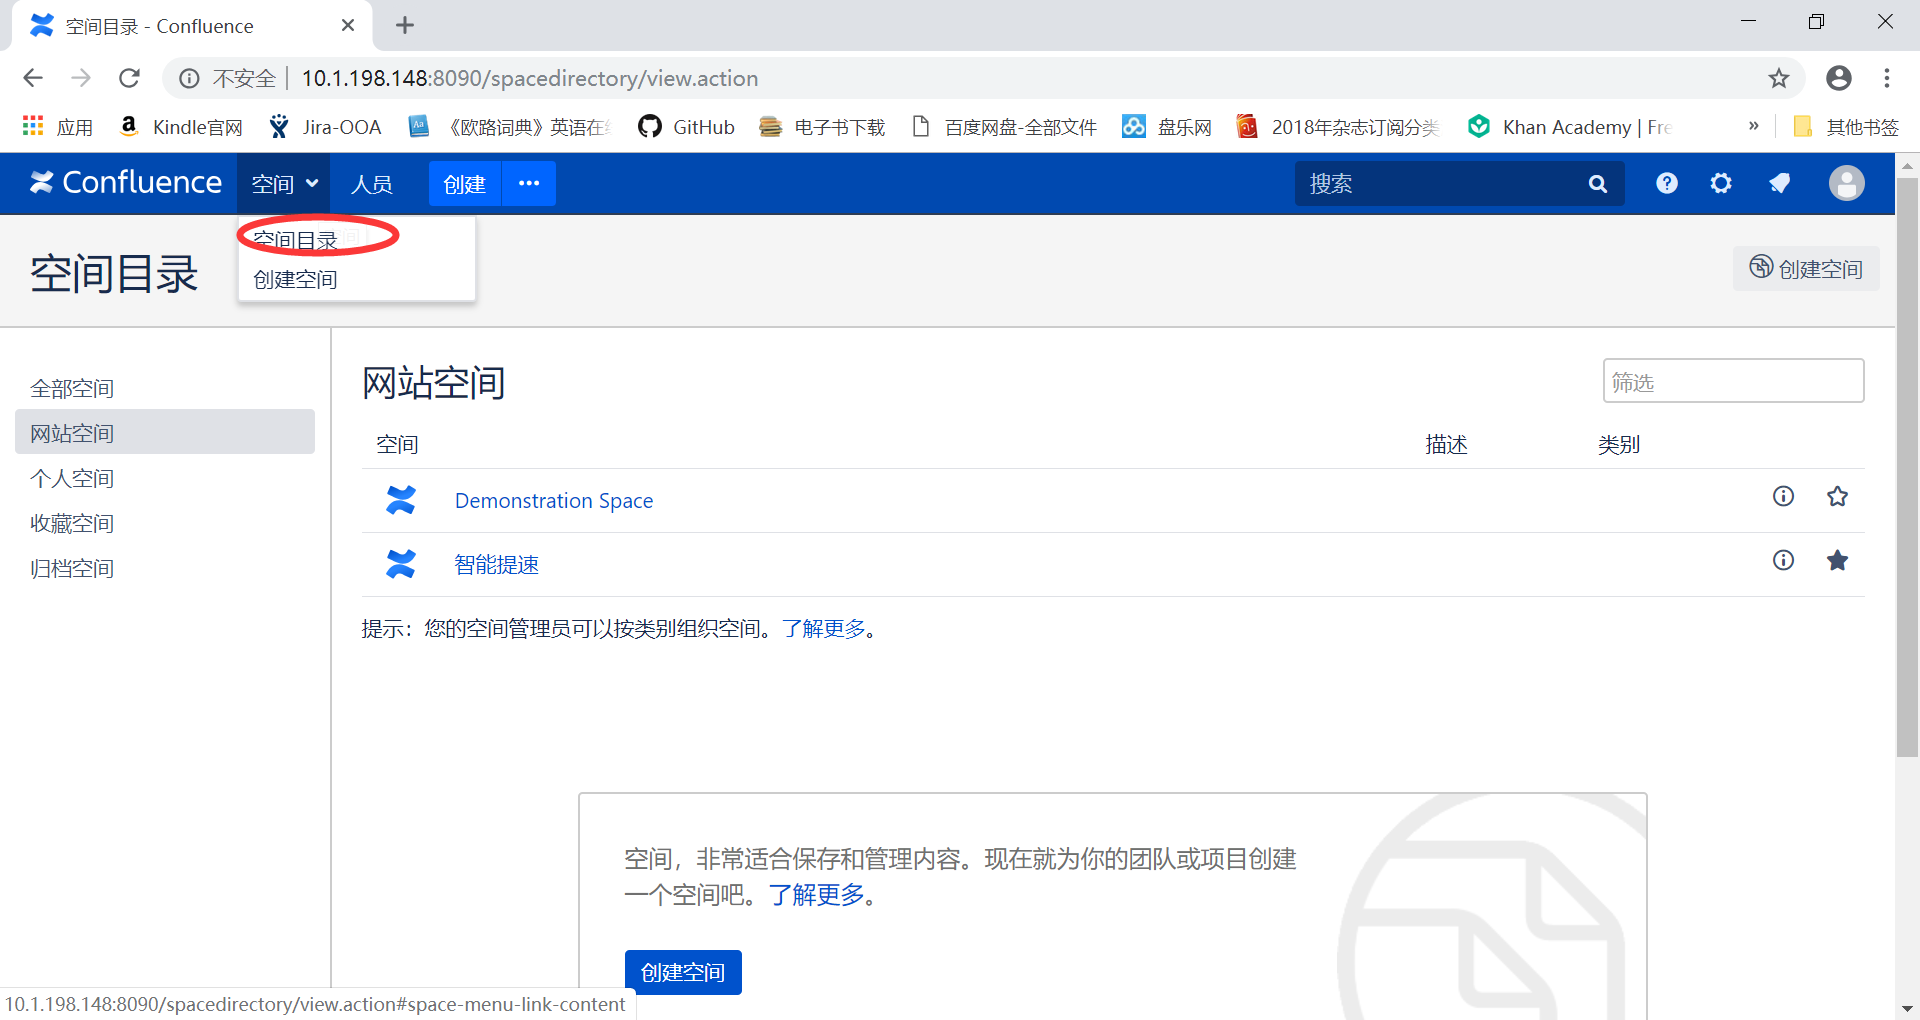 空间目录 - Confluence
不安全 | 10.1.198.148:8090/spacedirectory/view.action
应用 Kindle官网 Jira-OOA 《欧路词典》英语在 GitHub 电子书下载 百度网盘-全部文件 盘乐网 2018年杂志订阅分类 Khan Academy | Fre » 其他书签
Confluence 空间 人员 创建 ··· 搜索
空间目录
创建空间
空间目录
创建空间
全部空间
网站空间
个人空间
收藏空间
归档空间
网站空间
筛选
空间 描述 类别
Demonstration Space
智能提速
提示：您的空间管理员可以按类别组织空间。了解更多。
空间，非常适合保存和管理内容。现在就为你的团队或项目创建
一个空间吧。了解更多。
创建空间
10.1.198.148:8090/spacedirectory/view.action#space-menu-link-content